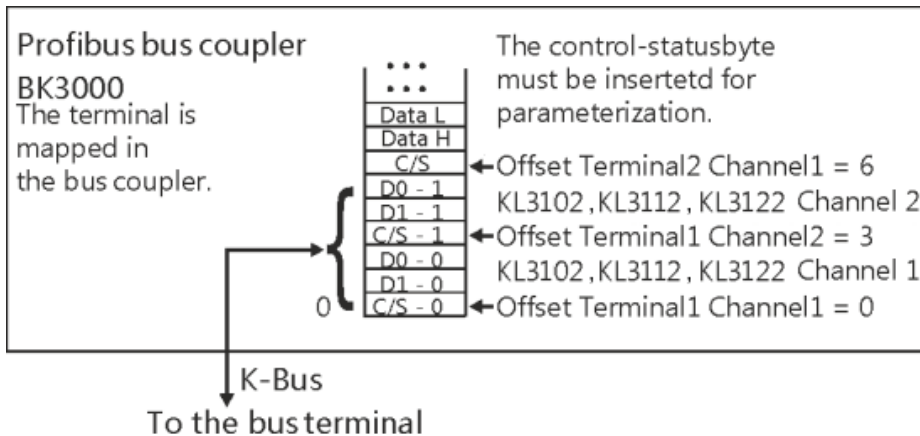 Profibus bus coupler
BK3000
The terminal is
mapped in
the bus coupler.
The control-statusbyte
must be insertetd for
parameterization.
Data L
Data H
C/S
Offset Terminal2 Channel1 = 6
D0 - 1
KL3102 ,KL3112 , KL3122 Channel 2
D1 - 1
C/S - 1
Offset Terminal1 Channel2 = 3
D0 - 0
KL3102 ,KL3112 , KL3122 Channel 1
D1 - 0
0
C/S - 0
Offset Terminal1 Channel1 = 0
K-Bus
To the bus terminal